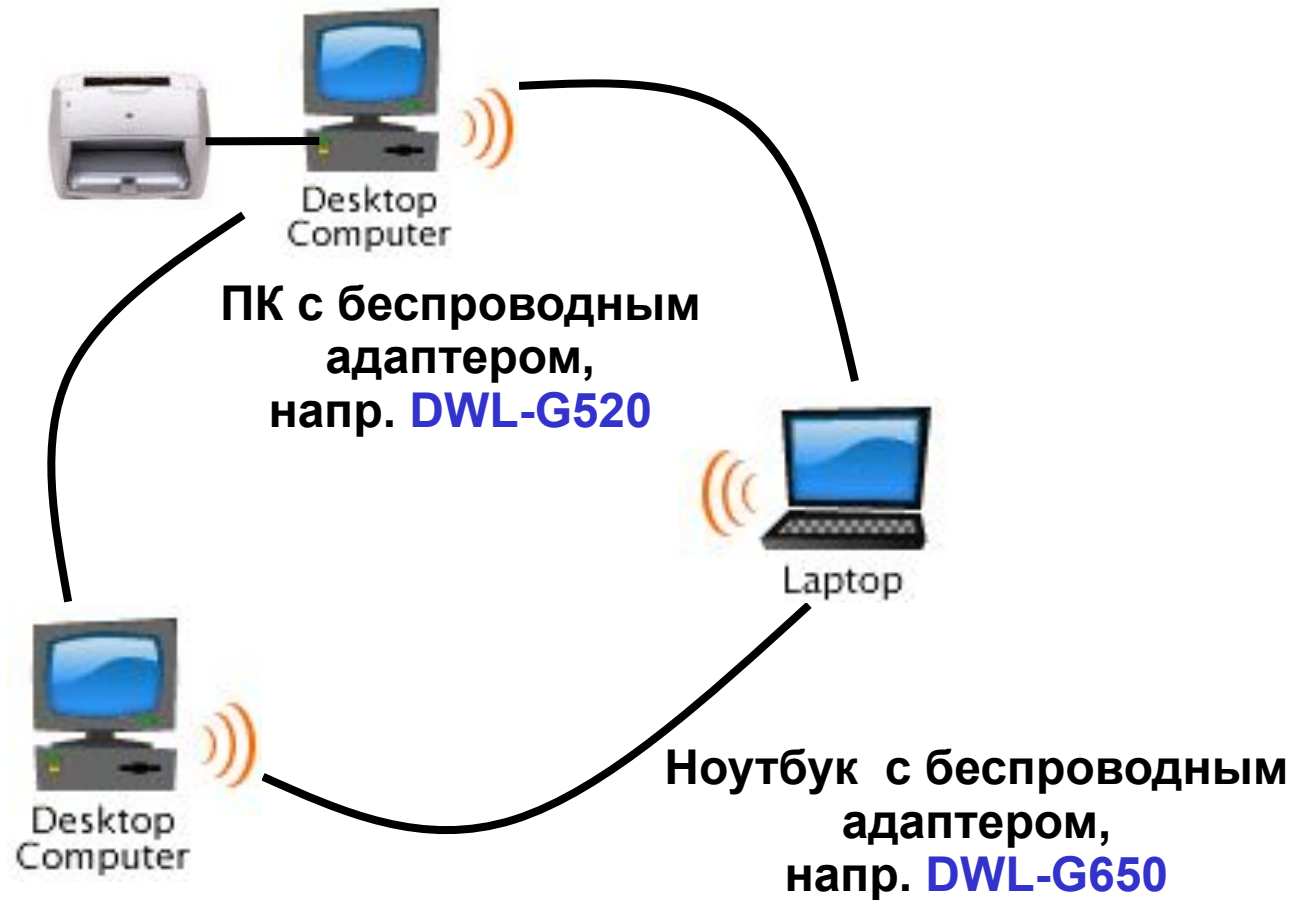 Desktop
Computer
ПК с беспроводным
адаптером,
напр. DWL-G520
Laptop
Desktop
Computer
Ноутбук с беспроводным
адаптером,
напр. DWL-G650